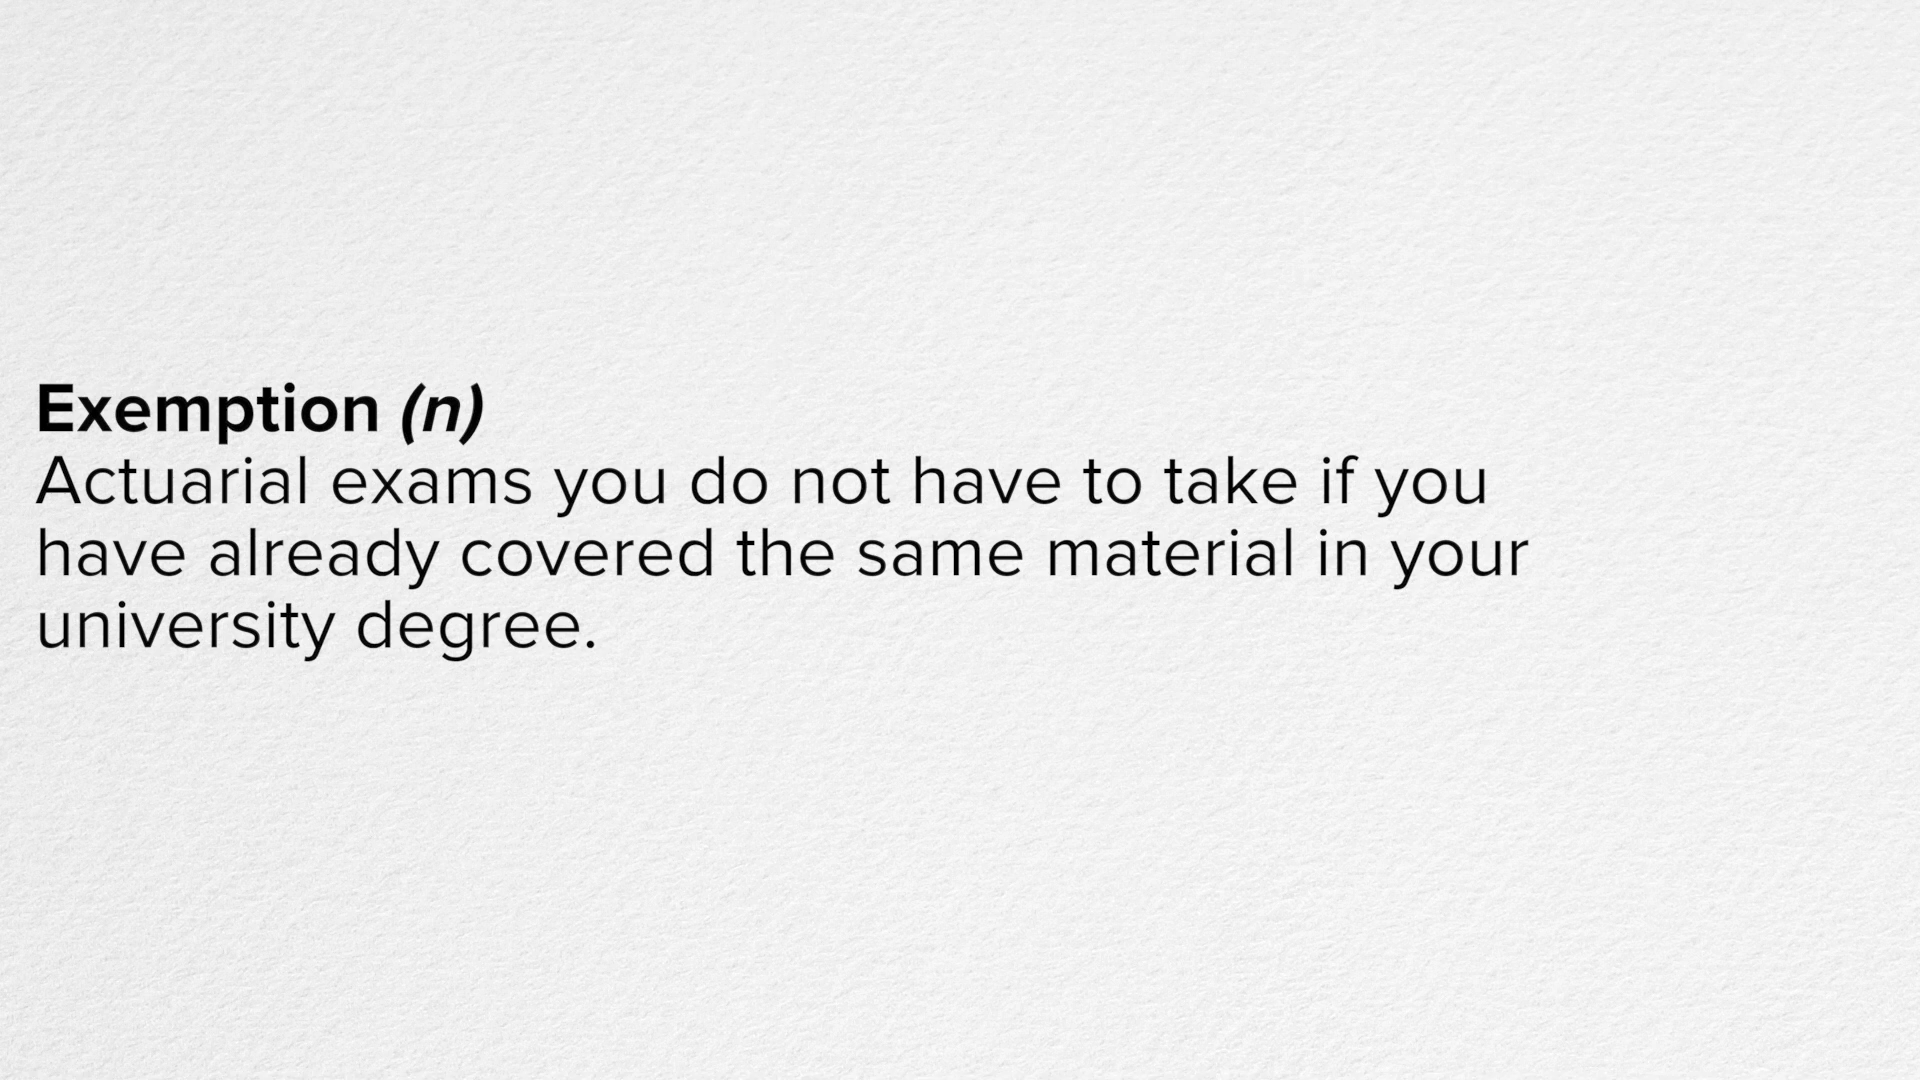 Exemption (n)
Actuarial exams you do not have to take if you
have already covered the same material in your
university degree.